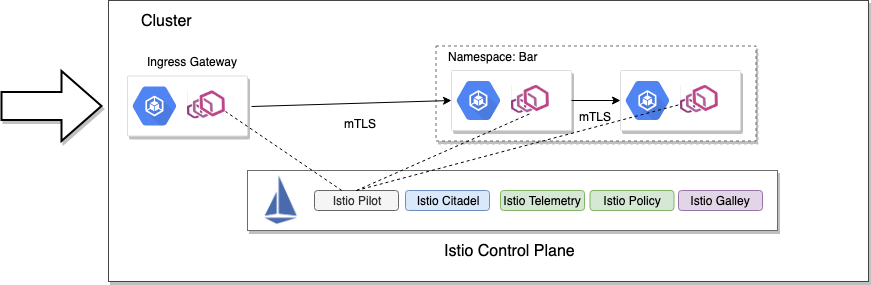 Cluster
Ingress Gateway
Namespace: Bar
mTLS
mTLS
Istio Pilot
Istio Citadel
Istio Telemetry
Istio Policy
Istio Galley
Istio Control Plane